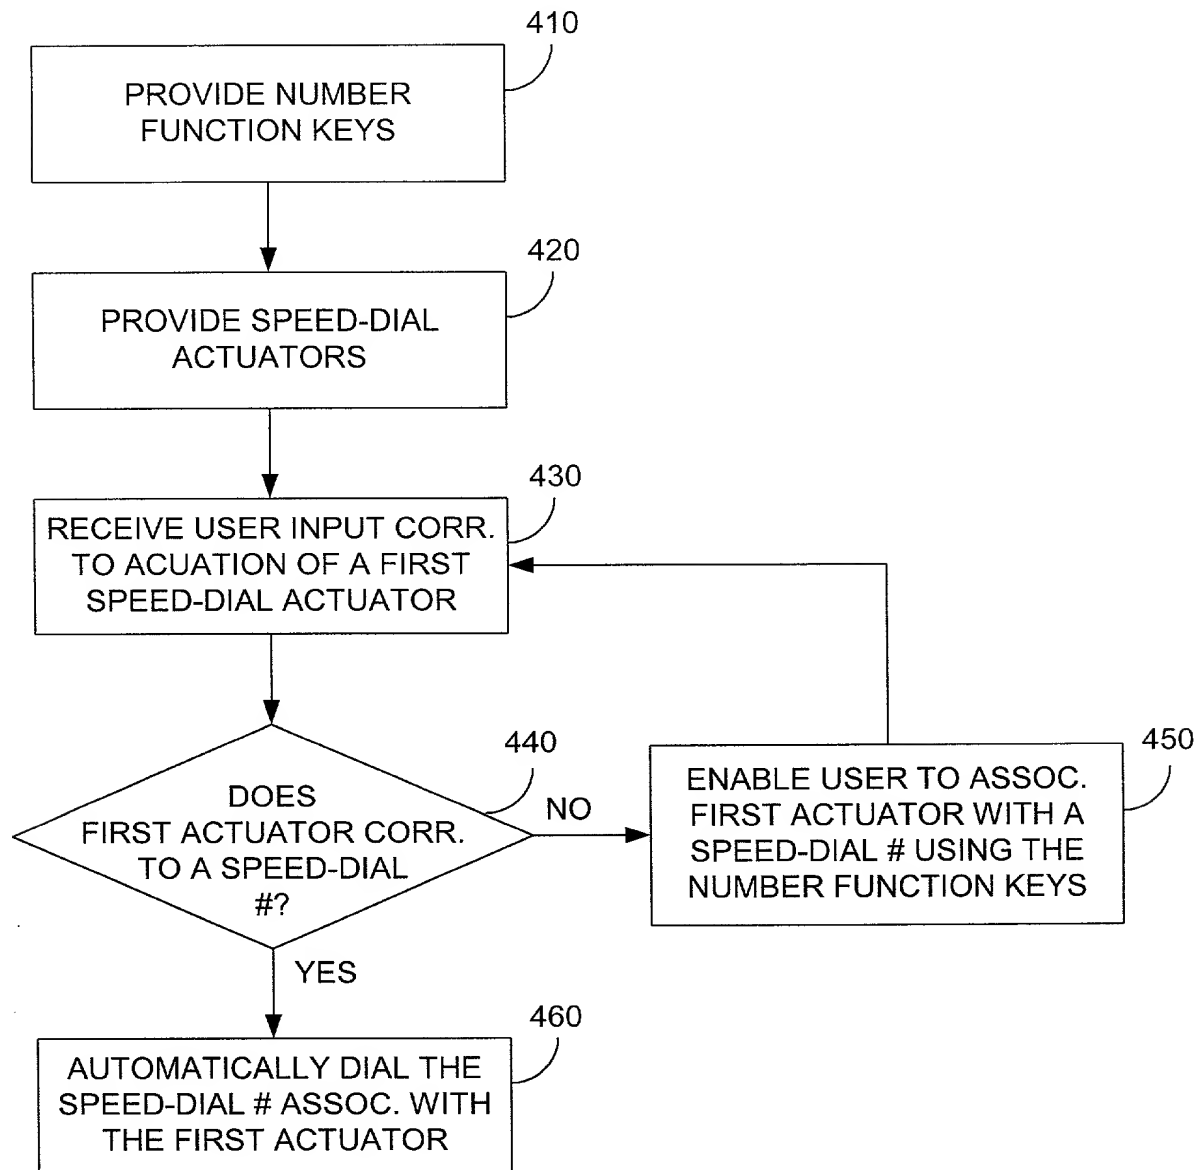 410
PROVIDE NUMBER
FUNCTION KEYS
420
PROVIDE SPEED-DIAL
ACTUATORS
430
RECEIVE USER INPUT CORR.
TO ACUATION OF A FIRST
SPEED-DIAL ACTUATOR
440
DOES
FIRST ACTUATOR CORR.
TO A SPEED-DIAL
#?
NO
450
ENABLE USER TO ASSOC.
FIRST ACTUATOR WITH A
SPEED-DIAL # USING THE
NUMBER FUNCTION KEYS
YES
460
AUTOMATICALLY DIAL THE
SPEED-DIAL # ASSOC. WITH
THE FIRST ACTUATOR